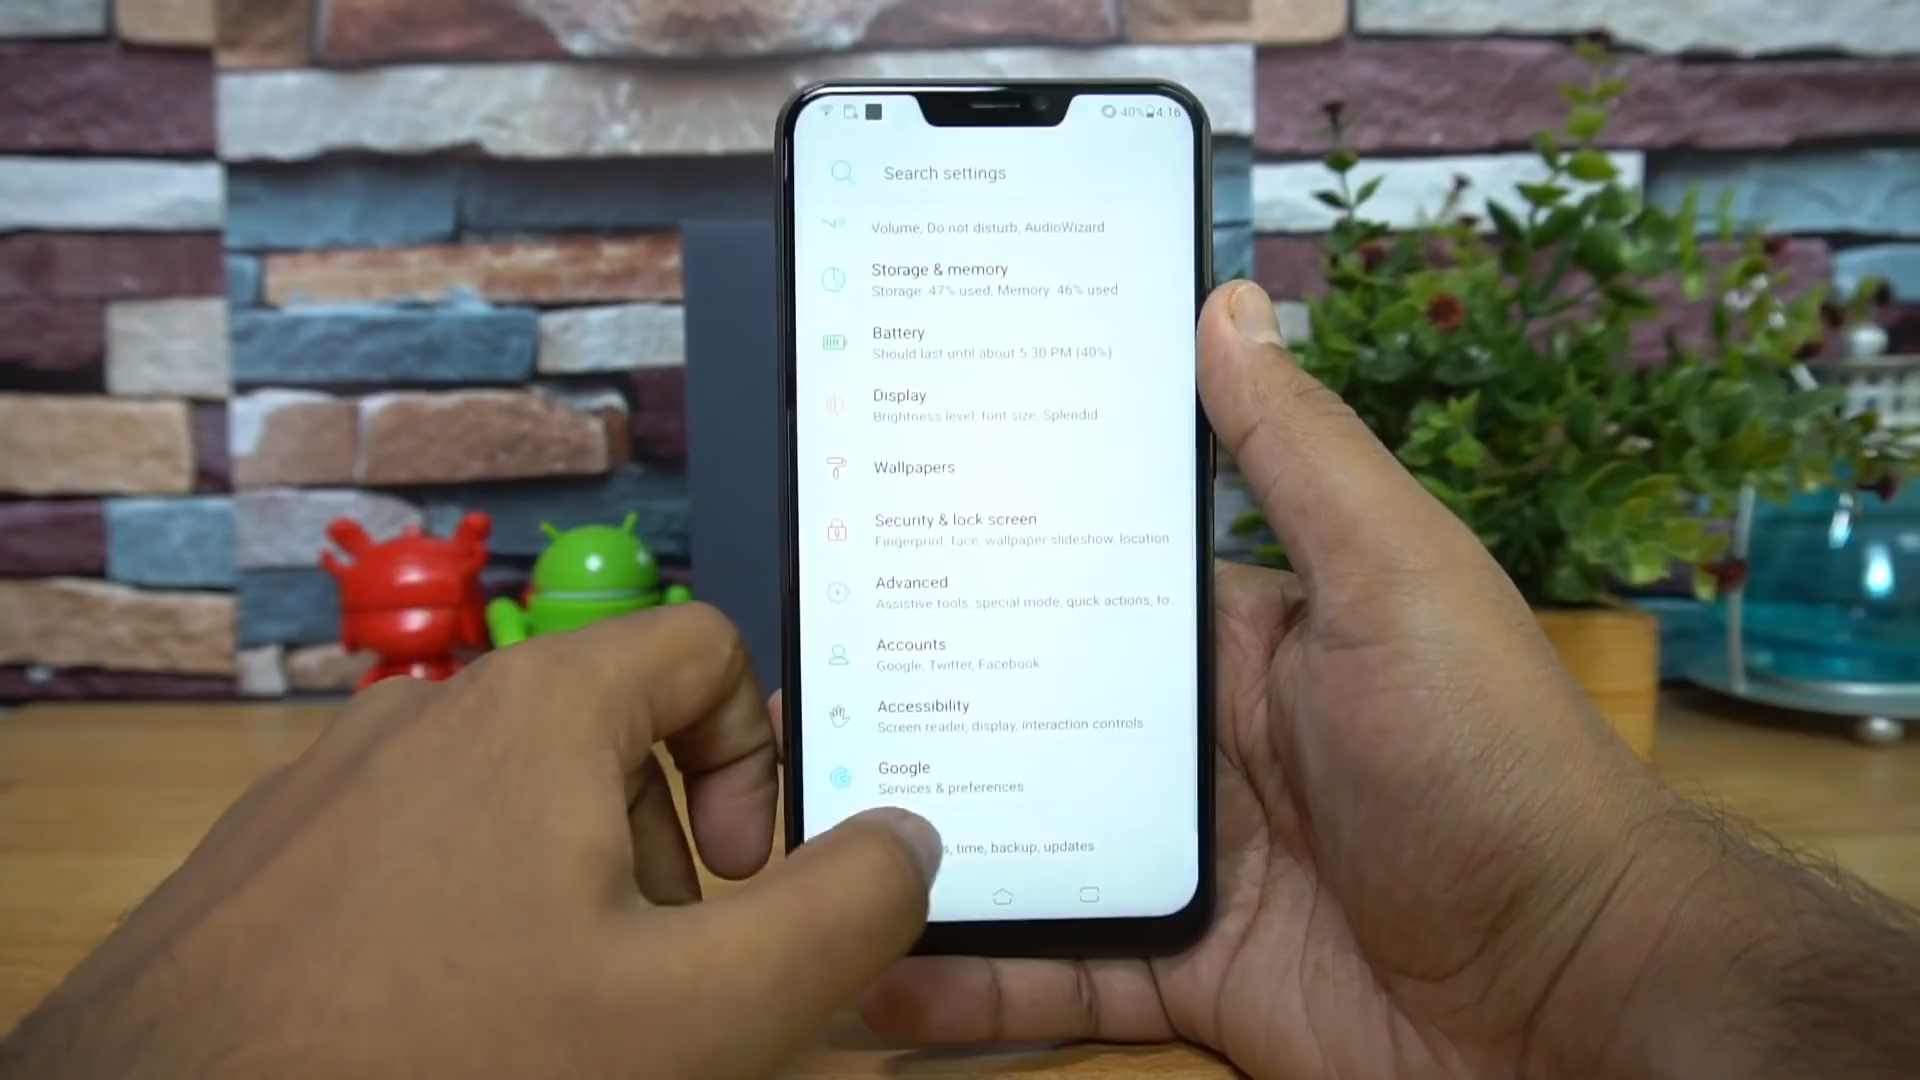 40% 4:16
Search settings
Volume, Do not disturb, AudioWizard
Storage & memory
Storage: 47% used, Memory: 46% used
Battery
Should last until about 5:30 PM (40%)
Display
Brightness level, font size, Splendid
Wallpapers
Security & lock screen
Fingerprint, face, wallpaper slideshow, location
Advanced
Assistive tools, special mode, quick actions, to...
Accounts
Google, Twitter, Facebook
Accessibility
Screen reader, display, interaction controls
Google
Services & preferences
time, backup, updates